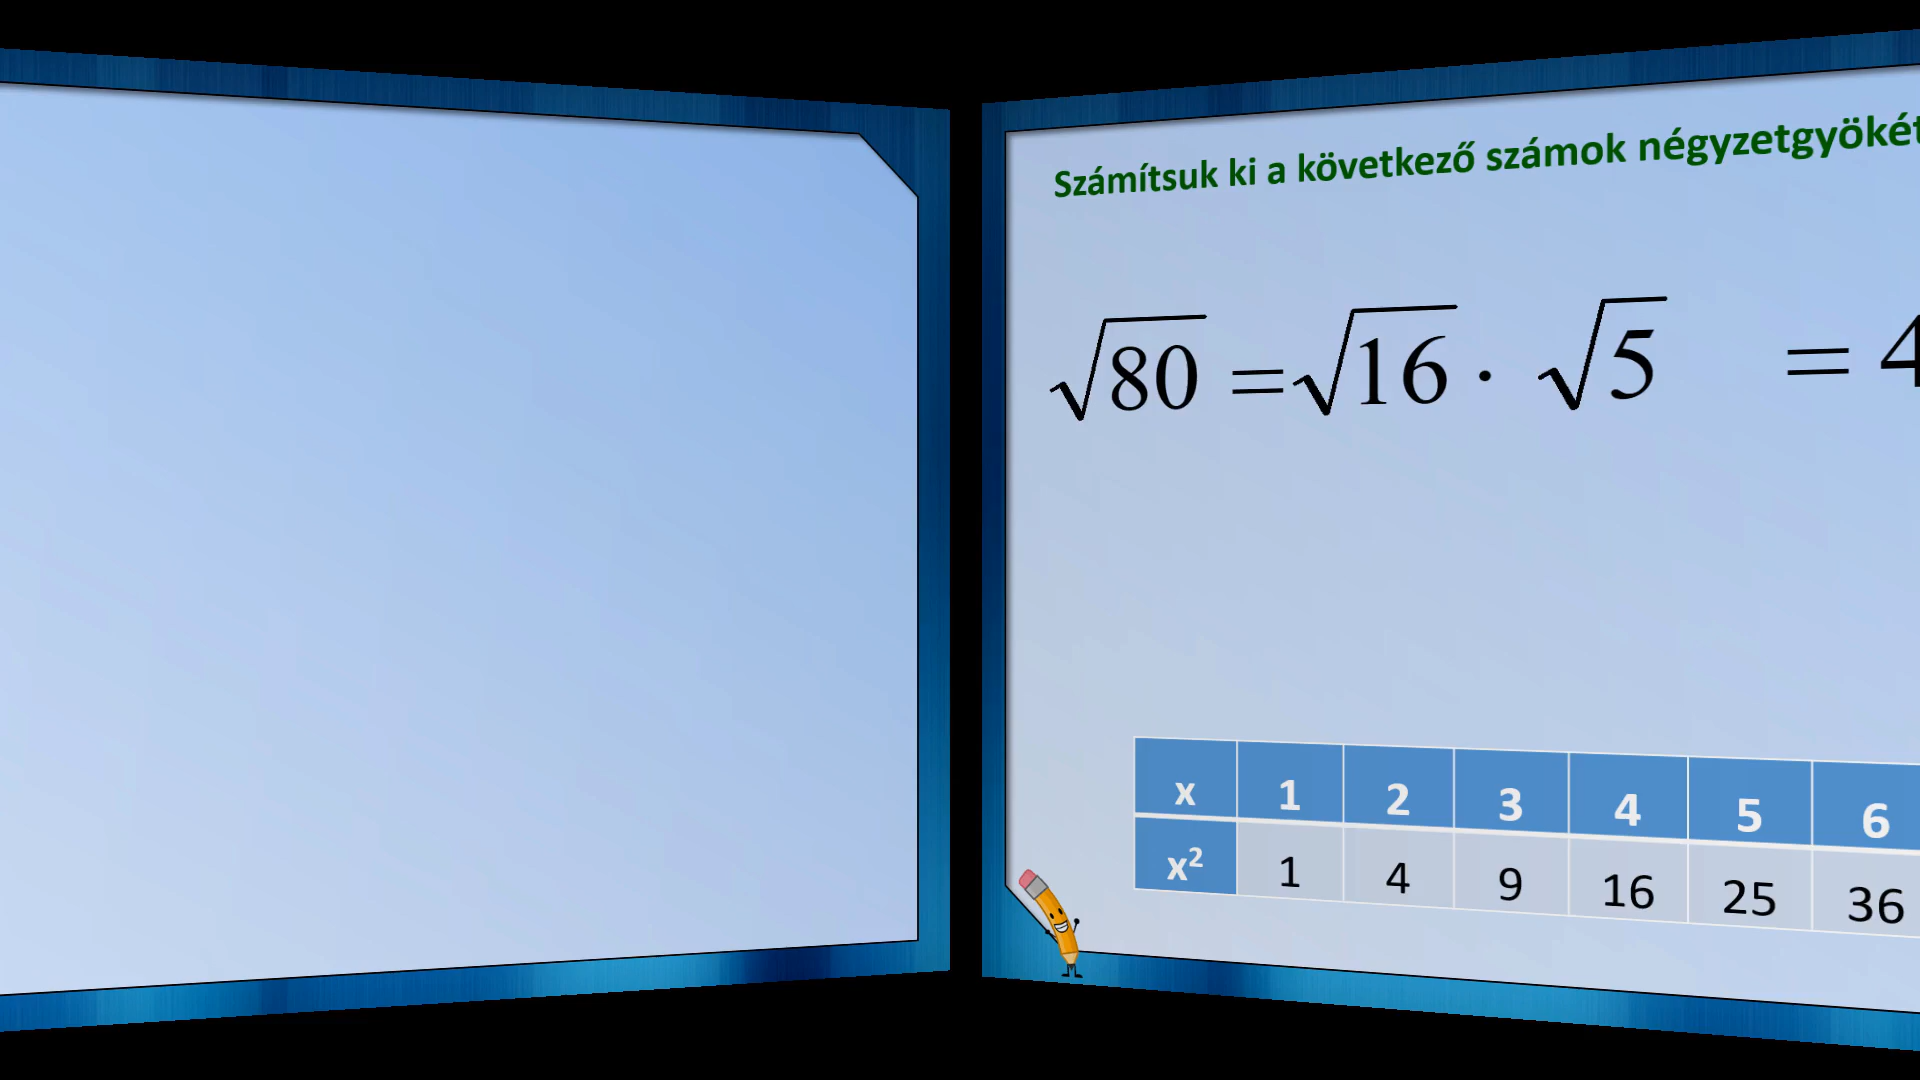 Számítsuk ki a következő számok négyzetgyökét
√80 = √16 · √5 = 4
x 1 2 3 4 5 6
x² 1 4 9 16 25 36